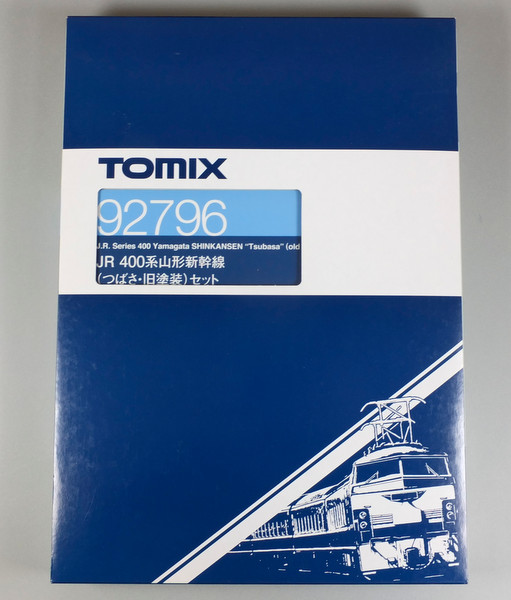 TOMIX
92796
J.R. Series 400 Yamagata SHINKANSEN "Tsubasa" (old
JR 400系山形新幹線
(つばさ・旧塗装)セット